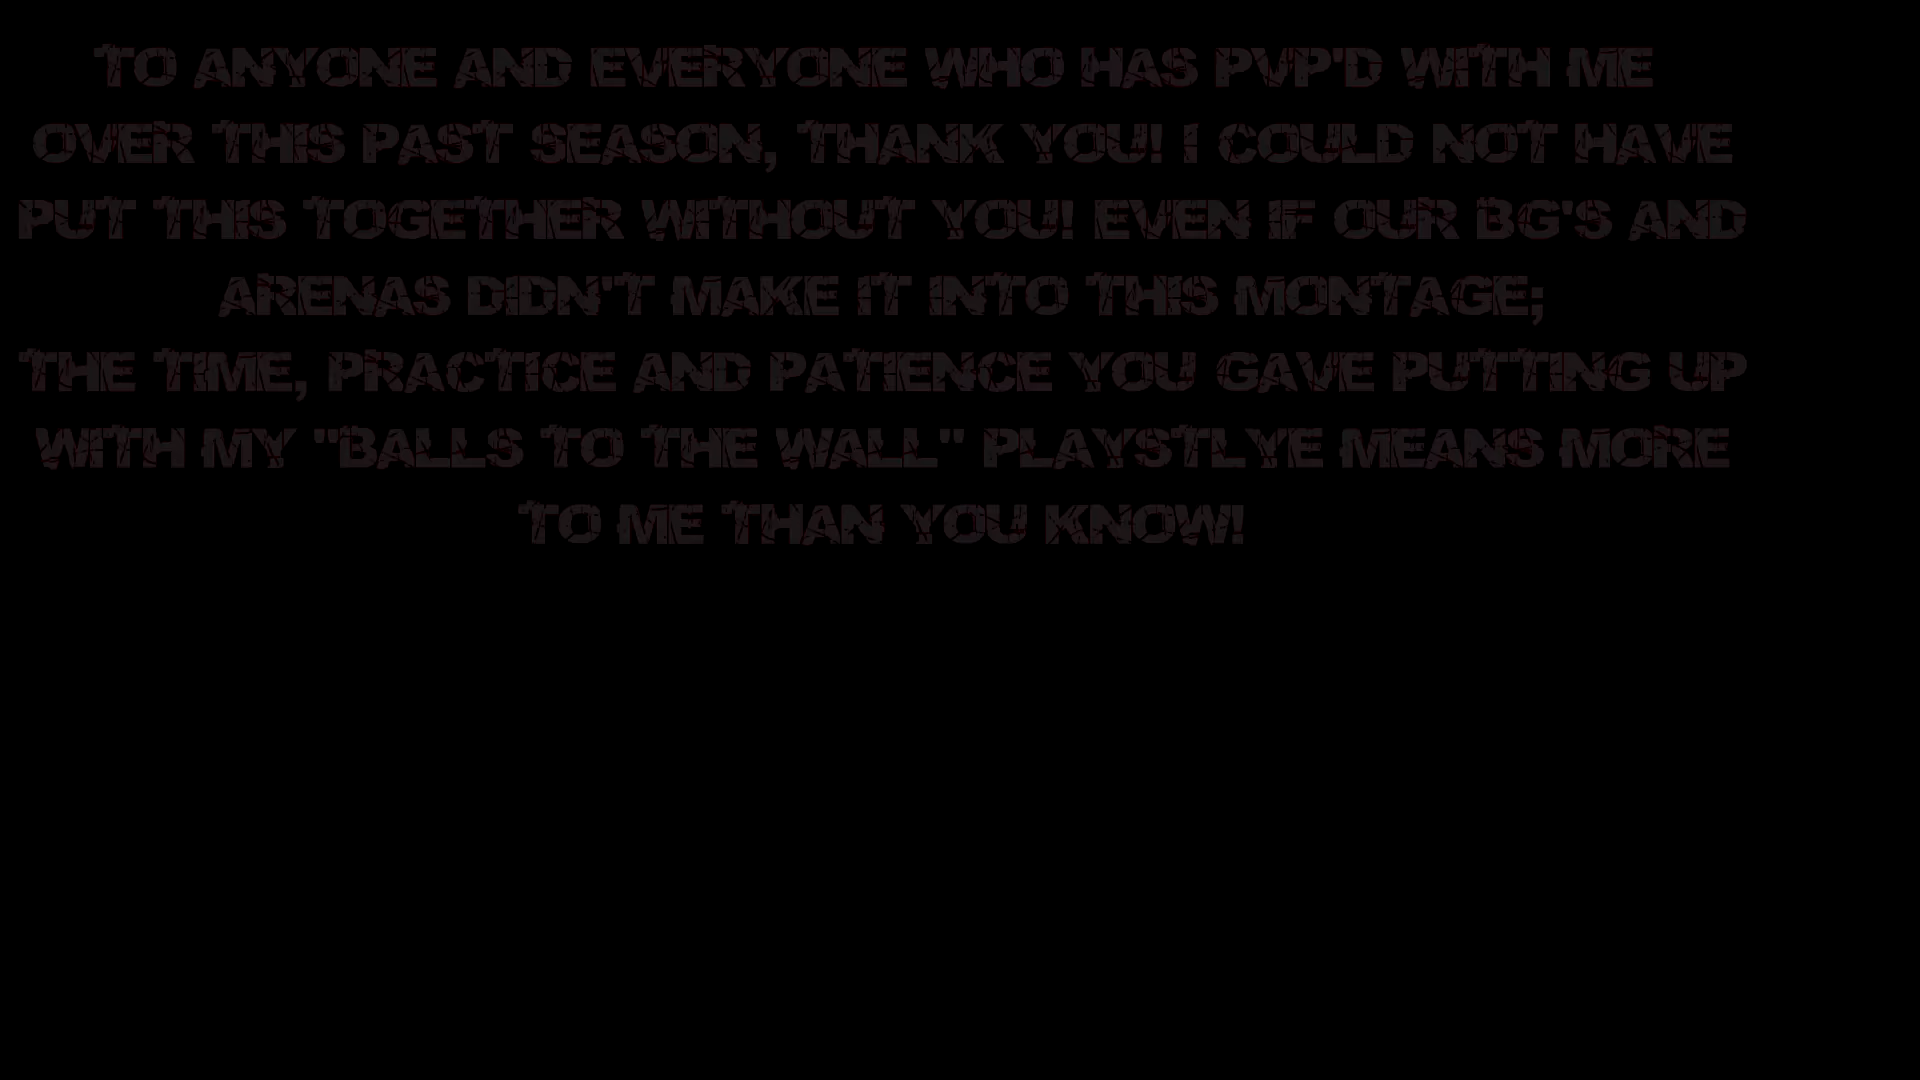 TO ANYONE AND EVERYONE WHO HAS PVP'D WITH ME
OVER THIS PAST SEASON, THANK YOU! I COULD NOT HAVE
PUT THIS TOGETHER WITHOUT YOU! EVEN IF OUR BG'S AND
ARENAS DIDN'T MAKE IT INTO THIS MONTAGE;
THE TIME, PRACTICE AND PATIENCE YOU GAVE PUTTING UP
WITH MY "BALLS TO THE WALL" PLAYSTLYE MEANS MORE
TO ME THAN YOU KNOW!